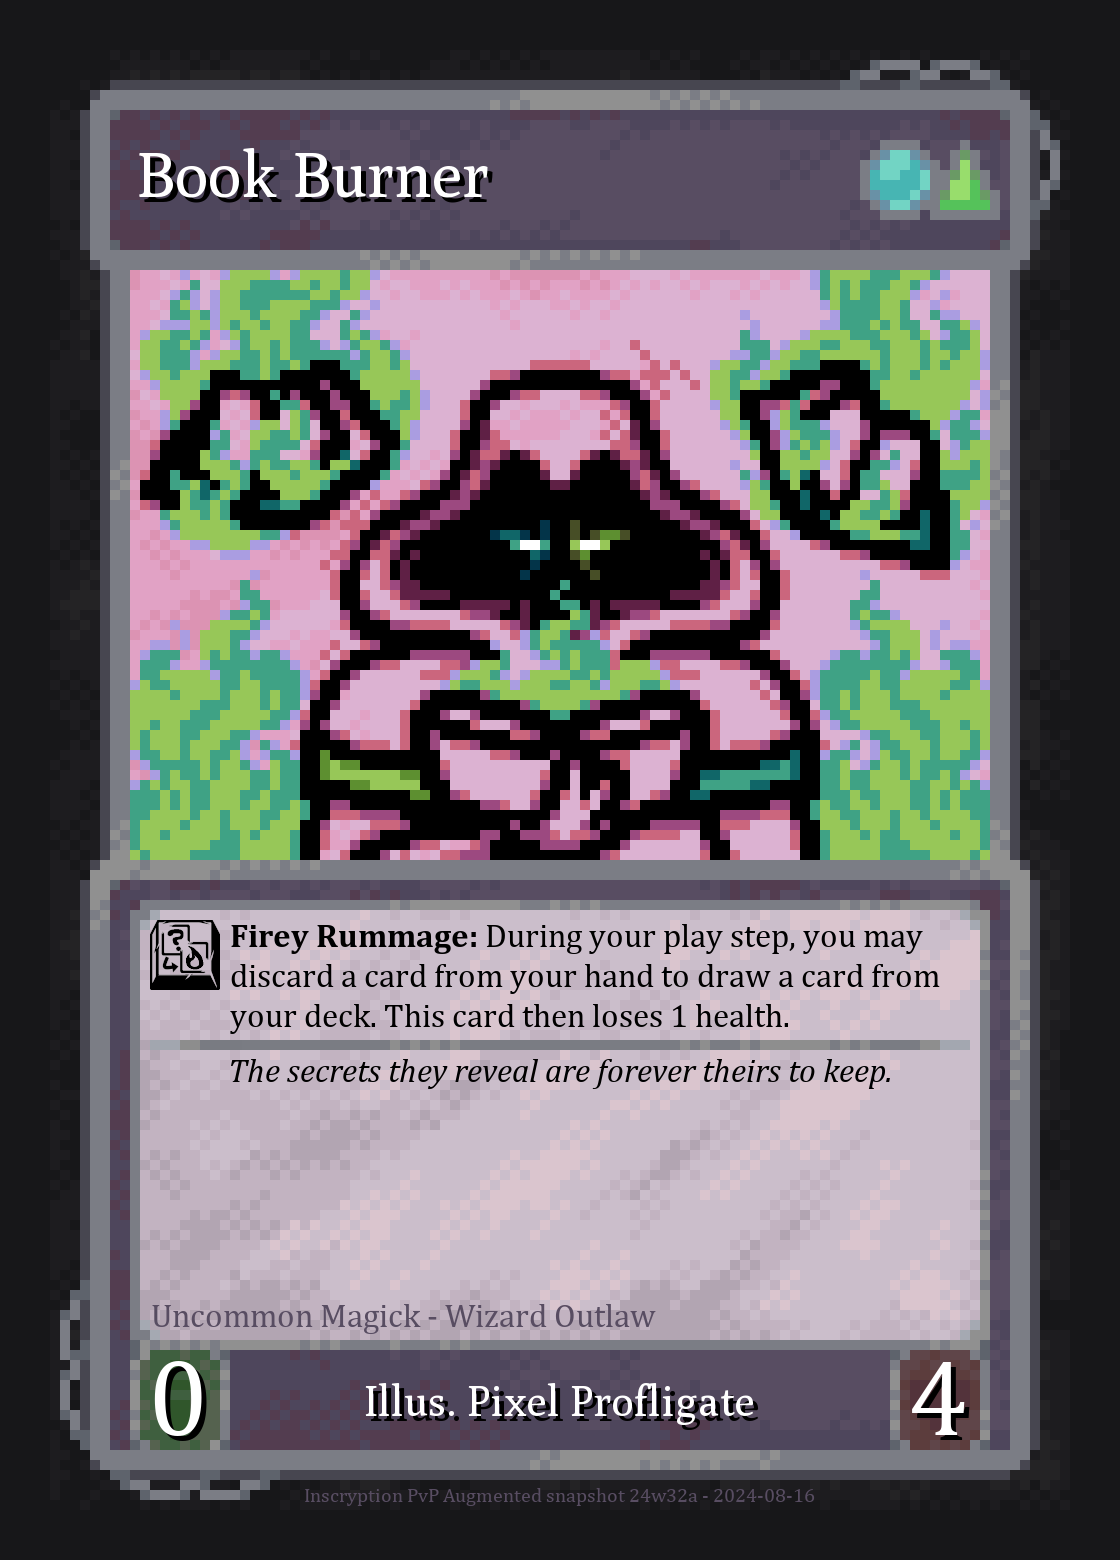 Book Burner
Firey Rummage: During your play step, you may
discard a card from your hand to draw a card from
your deck. This card then loses 1 health.
The secrets they reveal are forever theirs to keep.
Uncommon Magick - Wizard Outlaw
0
Illus. Pixel Profligate
4
Inscryption PvP Augmented snapshot 24w32a - 2024-08-16